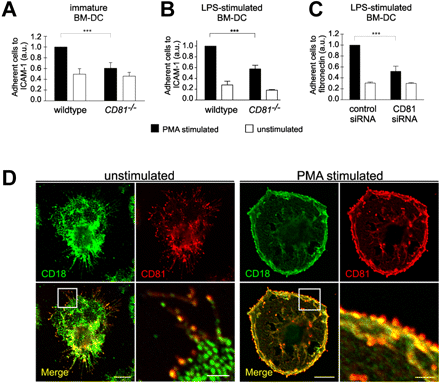 A
immature
BM-DC
Adherent cells to
ICAM-1 (a.u.)
1.2
1.0
0.8
0.6
0.4
0.2
0
***
wildtype
CD81-/-
B
LPS-stimulated
BM-DC
Adherent cells to
ICAM-1 (a.u.)
1.2
1.0
0.8
0.6
0.4
0.2
0
***
wildtype
CD81-/-
C
LPS-stimulated
BM-DC
Adherent cells to
fibronectin (a.u.)
1.2
1.0
0.8
0.6
0.4
0.2
0
***
control
siRNA
CD81
siRNA
PMA stimulated
unstimulated
D
unstimulated
PMA stimulated
CD18
CD81
CD18
CD81
Merge
Merge